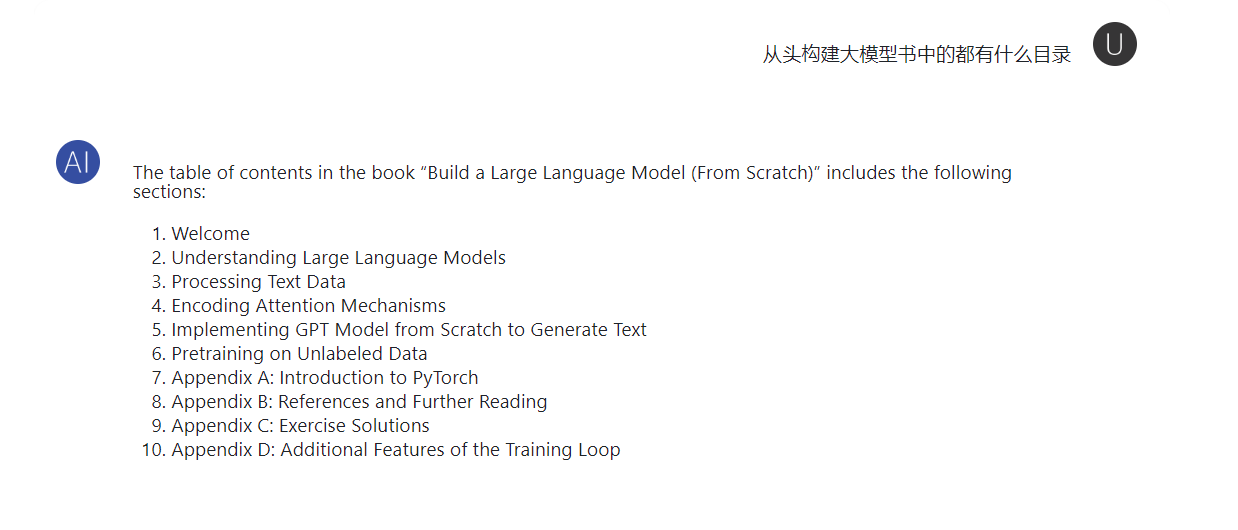 从头构建大模型书中的都有什么目录
U
AI
The table of contents in the book “Build a Large Language Model (From Scratch)” includes the following
sections:
1. Welcome
2. Understanding Large Language Models
3. Processing Text Data
4. Encoding Attention Mechanisms
5. Implementing GPT Model from Scratch to Generate Text
6. Pretraining on Unlabeled Data
7. Appendix A: Introduction to PyTorch
8. Appendix B: References and Further Reading
9. Appendix C: Exercise Solutions
10. Appendix D: Additional Features of the Training Loop